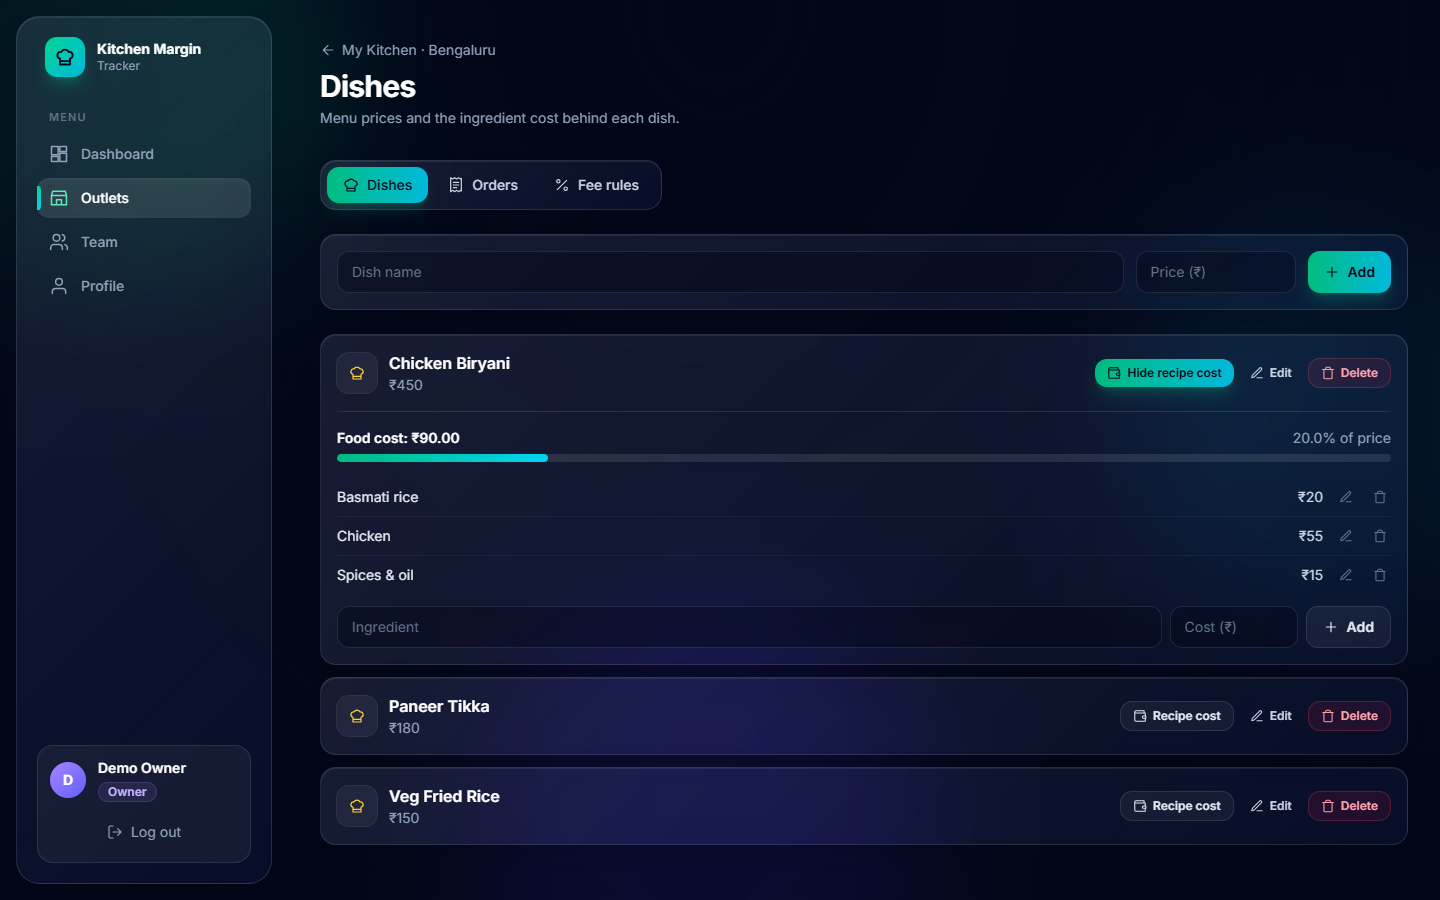 Kitchen Margin
Tracker
MENU
Dashboard
Outlets
Team
Profile
D
Demo Owner
Owner
Log out
← My Kitchen · Bengaluru
Dishes
Menu prices and the ingredient cost behind each dish.
Dishes Orders Fee rules
Dish name Price (₹) + Add
Chicken Biryani
₹450
Hide recipe cost Edit Delete
Food cost: ₹90.00 20.0% of price
Basmati rice ₹20
Chicken ₹55
Spices & oil ₹15
Ingredient Cost (₹) + Add
Paneer Tikka
₹180
Recipe cost Edit Delete
Veg Fried Rice
₹150
Recipe cost Edit Delete